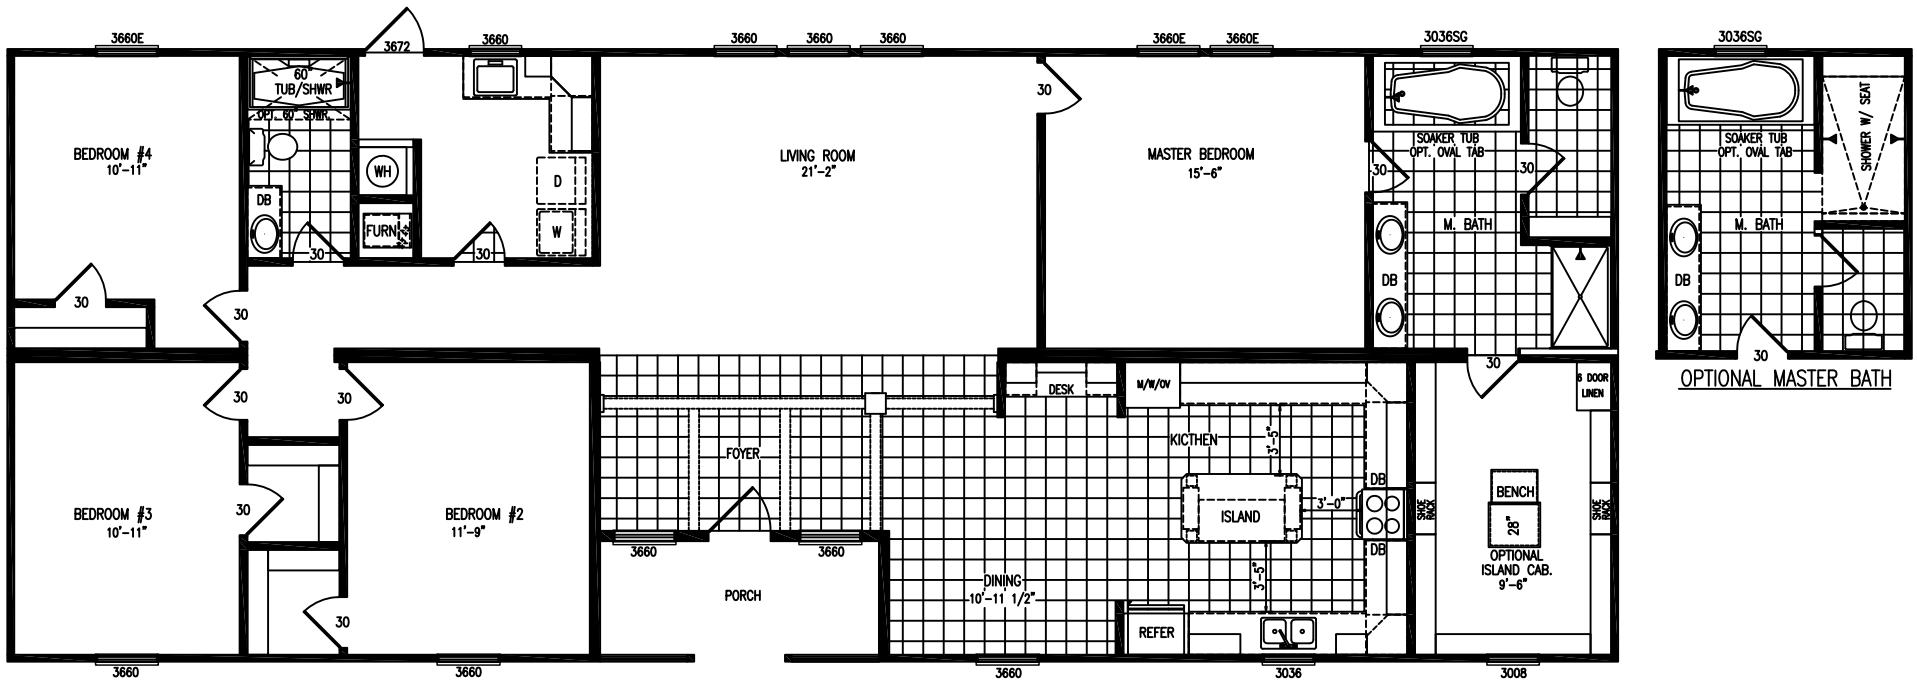 3660E
3672
3660
3660
3660
3660
3660E
3660E
3036SG
3036SG
60"
TUB/SHWR
OPT. 60" SHWR.
30
SOAKER TUB
OPT. OVAL TAB
SOAKER TUB
OPT. OVAL TAB
SHOWER W/ SEAT
BEDROOM #4
10'-11"
LIVING ROOM
21'-2"
MASTER BEDROOM
15'-6"
WH
D
30
30
DB
FURN
W
M. BATH
M. BATH
30
30
DB
DB
30
30
30
30
OPTIONAL MASTER BATH
M/W/OV
DESK
6 DOOR
LINEN
30
30
KICTHEN
3'-5"
FOYER
DB
BENCH
28"
SHOE
RACK
SHOE
RACK
3'-0"
ISLAND
BEDROOM #3
10'-11"
30
BEDROOM #2
11'-9"
3660
3660
DB
OPTIONAL
ISLAND CAB.
9'-6"
3'-5"
DINING
10'-11 1/2"
PORCH
30
REFER
3660
3660
3660
3036
3008